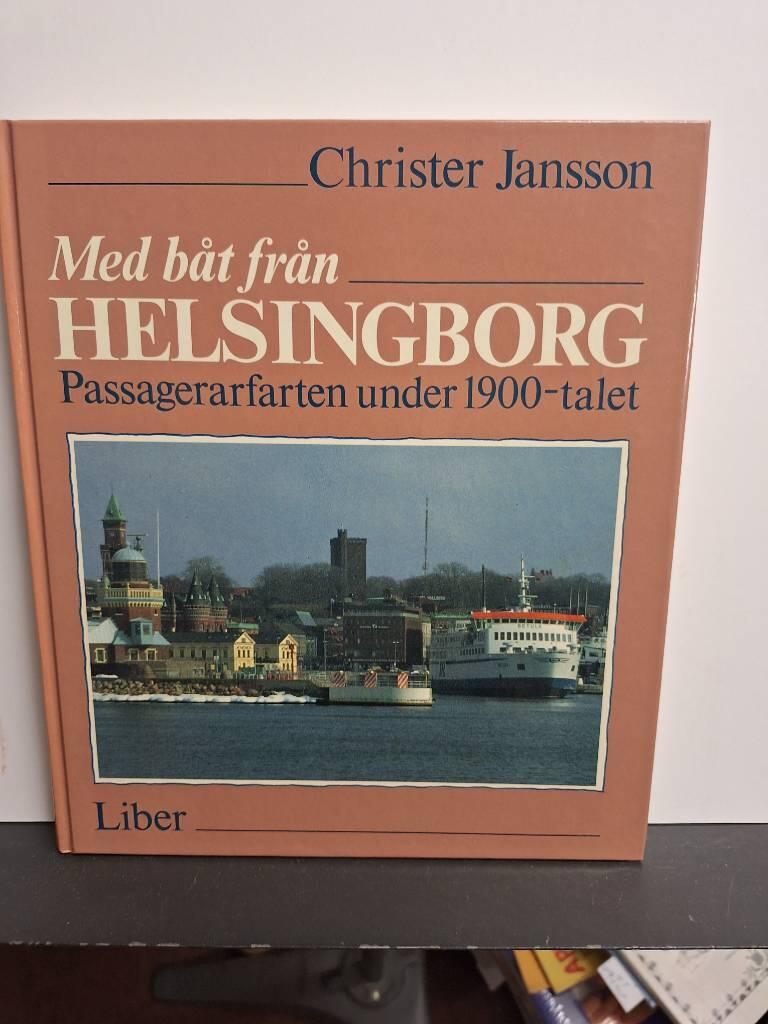 Christer Jansson
Med båt från
HELSINGBORG
Passagerarfarten under 1900-talet
Liber